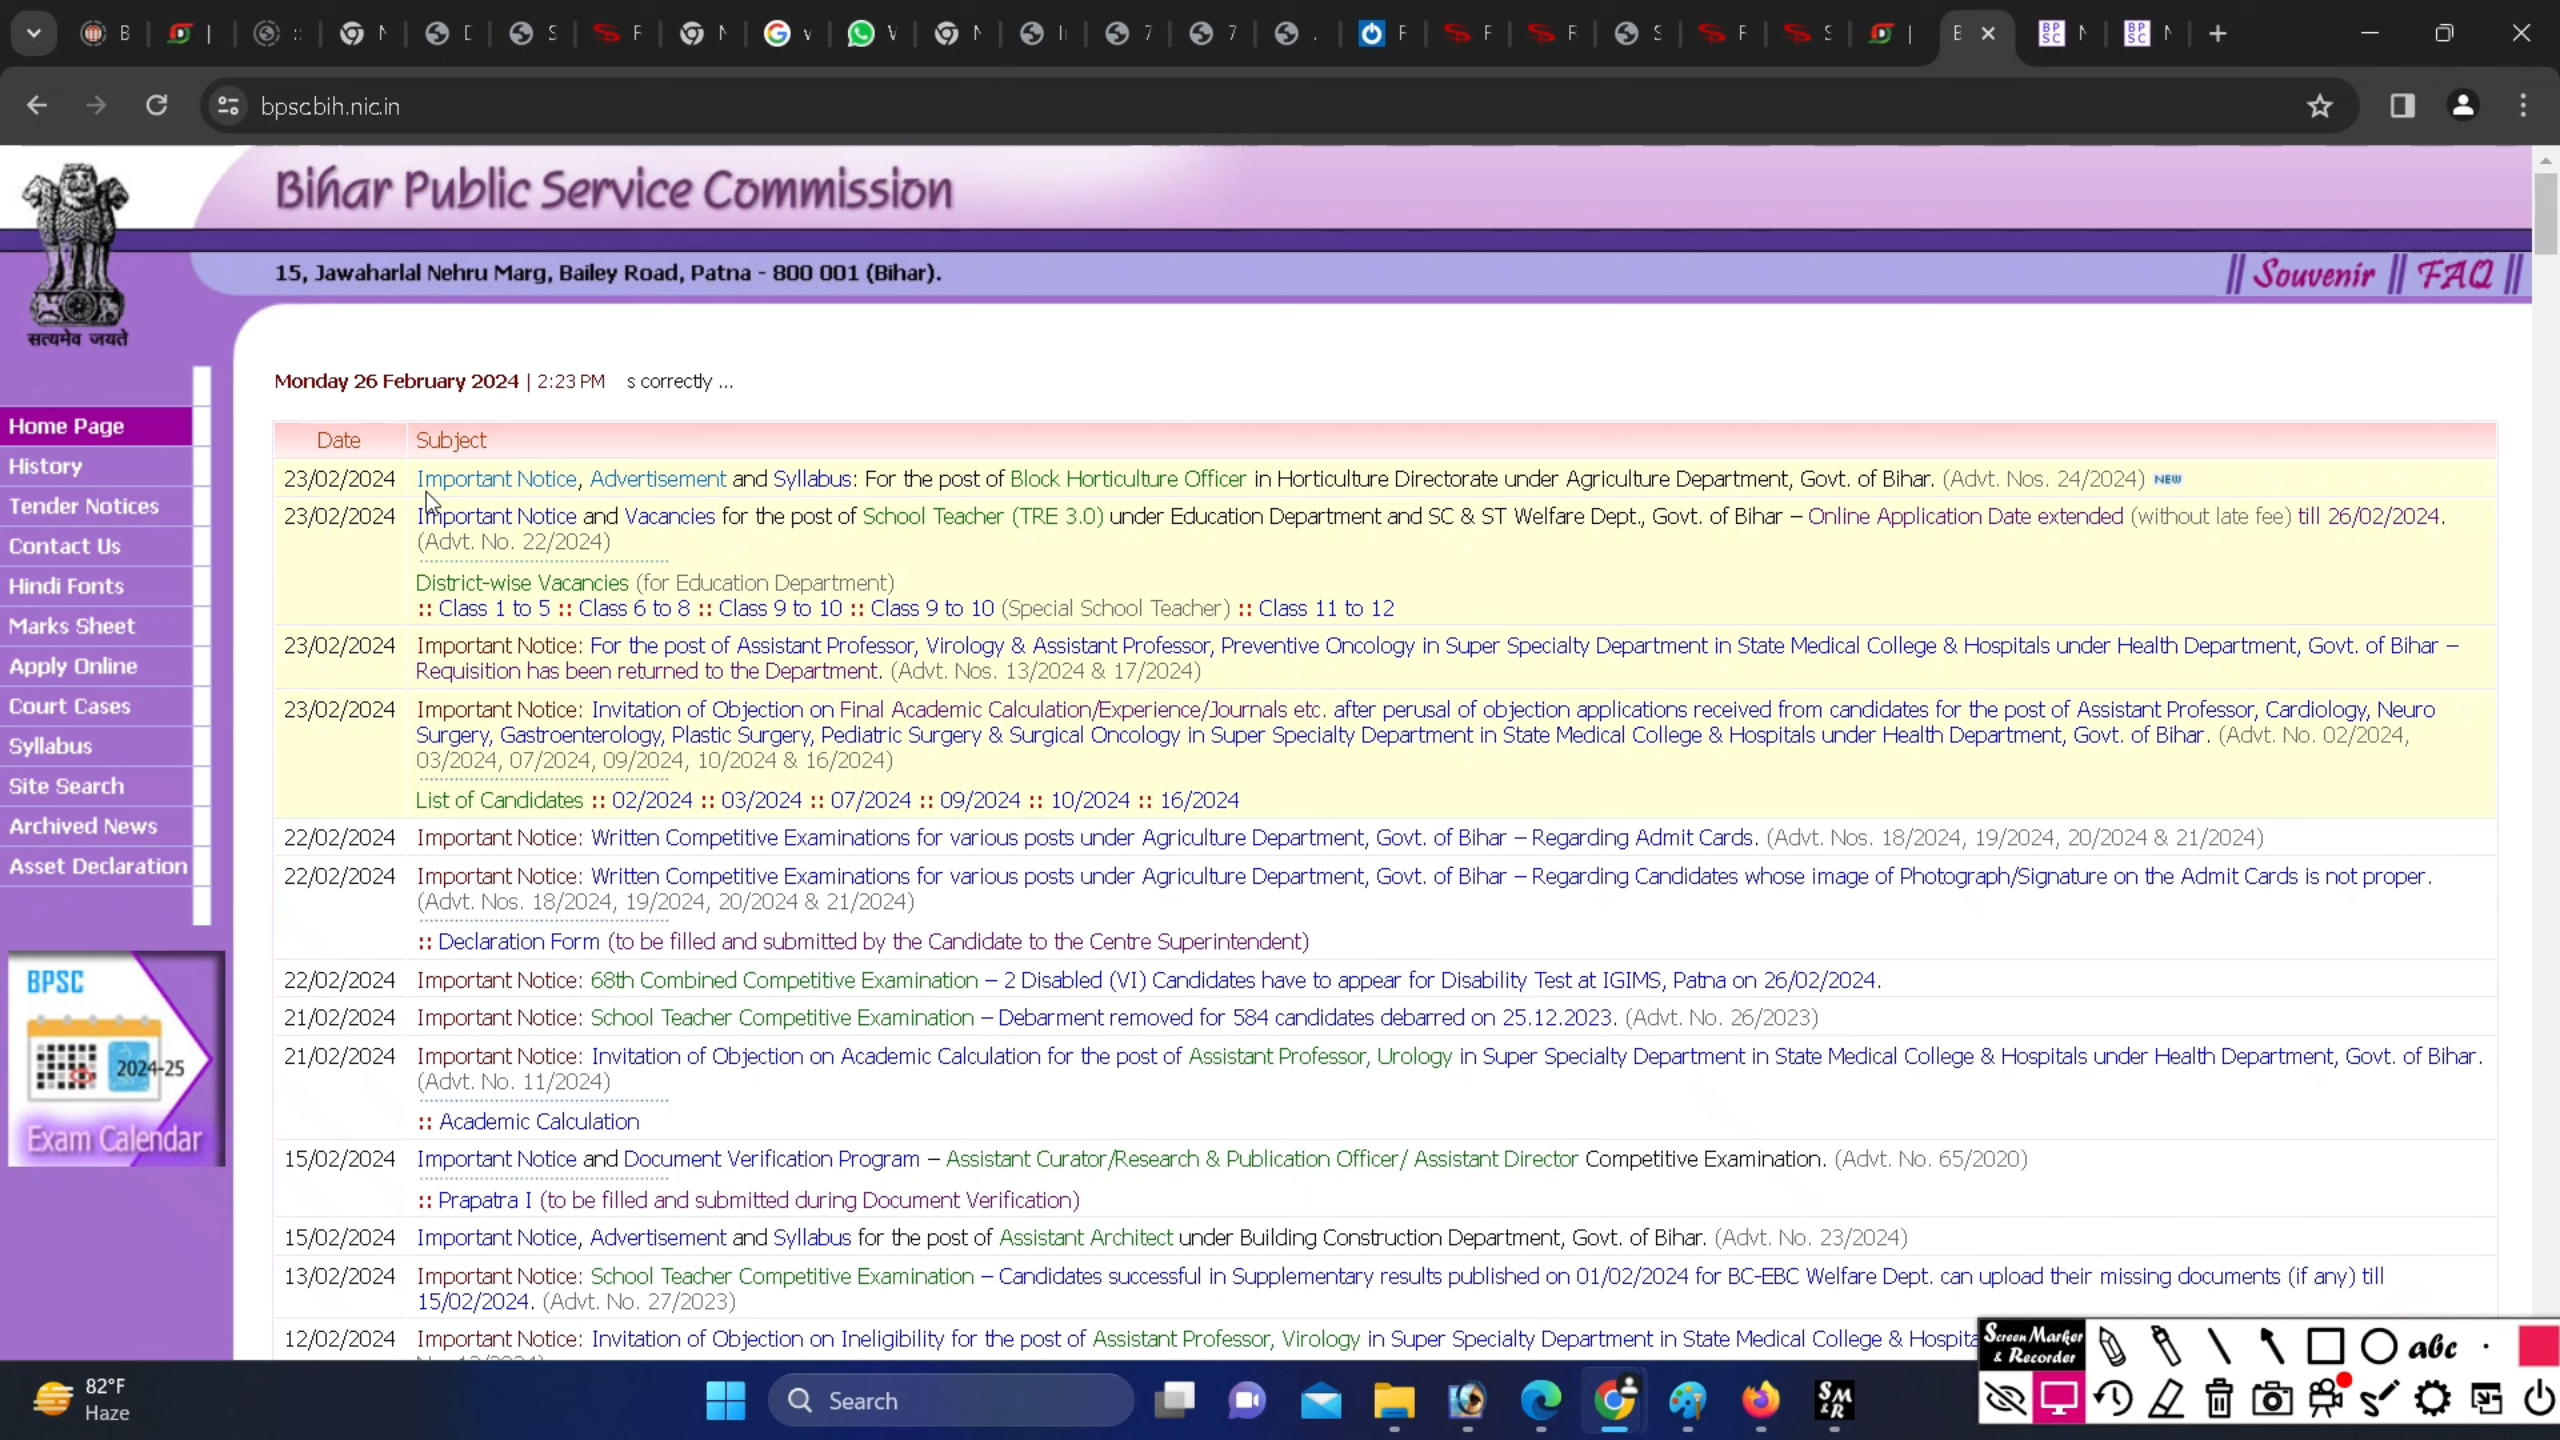 bpsc.bih.nic.in
Bihar Public Service Commission
15, Jawaharlal Nehru Marg, Bailey Road, Patna - 800 001 (Bihar).
|| Souvenir || FAQ ||
सत्यमेव जयते
Monday 26 February 2024 | 2:23 PM s correctly ...
Home Page
History
Tender Notices
Contact Us
Hindi Fonts
Marks Sheet
Apply Online
Court Cases
Syllabus
Site Search
Archived News
Asset Declaration
BPSC
2024-25
Exam Calendar
Date Subject
23/02/2024 Important Notice, Advertisement and Syllabus: For the post of Block Horticulture Officer in Horticulture Directorate under Agriculture Department, Govt. of Bihar. (Advt. Nos. 24/2024) NEW
23/02/2024 Important Notice and Vacancies for the post of School Teacher (TRE 3.0) under Education Department and SC & ST Welfare Dept., Govt. of Bihar – Online Application Date extended (without late fee) till 26/02/2024.
(Advt. No. 22/2024)
District-wise Vacancies (for Education Department)
:: Class 1 to 5 :: Class 6 to 8 :: Class 9 to 10 :: Class 9 to 10 (Special School Teacher) :: Class 11 to 12
23/02/2024 Important Notice: For the post of Assistant Professor, Virology & Assistant Professor, Preventive Oncology in Super Specialty Department in State Medical College & Hospitals under Health Department, Govt. of Bihar –
Requisition has been returned to the Department. (Advt. Nos. 13/2024 & 17/2024)
23/02/2024 Important Notice: Invitation of Objection on Final Academic Calculation/Experience/Journals etc. after perusal of objection applications received from candidates for the post of Assistant Professor, Cardiology, Neuro
Surgery, Gastroenterology, Plastic Surgery, Pediatric Surgery & Surgical Oncology in Super Specialty Department in State Medical College & Hospitals under Health Department, Govt. of Bihar. (Advt. No. 02/2024,
03/2024, 07/2024, 09/2024, 10/2024 & 16/2024)
List of Candidates :: 02/2024 :: 03/2024 :: 07/2024 :: 09/2024 :: 10/2024 :: 16/2024
22/02/2024 Important Notice: Written Competitive Examinations for various posts under Agriculture Department, Govt. of Bihar – Regarding Admit Cards. (Advt. Nos. 18/2024, 19/2024, 20/2024 & 21/2024)
22/02/2024 Important Notice: Written Competitive Examinations for various posts under Agriculture Department, Govt. of Bihar – Regarding Candidates whose image of Photograph/Signature on the Admit Cards is not proper.
(Advt. Nos. 18/2024, 19/2024, 20/2024 & 21/2024)
:: Declaration Form (to be filled and submitted by the Candidate to the Centre Superintendent)
22/02/2024 Important Notice: 68th Combined Competitive Examination – 2 Disabled (VI) Candidates have to appear for Disability Test at IGIMS, Patna on 26/02/2024.
21/02/2024 Important Notice: School Teacher Competitive Examination – Debarment removed for 584 candidates debarred on 25.12.2023. (Advt. No. 26/2023)
21/02/2024 Important Notice: Invitation of Objection on Academic Calculation for the post of Assistant Professor, Urology in Super Specialty Department in State Medical College & Hospitals under Health Department, Govt. of Bihar.
(Advt. No. 11/2024)
:: Academic Calculation
15/02/2024 Important Notice and Document Verification Program – Assistant Curator/Research & Publication Officer/ Assistant Director Competitive Examination. (Advt. No. 65/2020)
:: Prapatra I (to be filled and submitted during Document Verification)
15/02/2024 Important Notice, Advertisement and Syllabus for the post of Assistant Architect under Building Construction Department, Govt. of Bihar. (Advt. No. 23/2024)
13/02/2024 Important Notice: School Teacher Competitive Examination – Candidates successful in Supplementary results published on 01/02/2024 for BC-EBC Welfare Dept. can upload their missing documents (if any) till
15/02/2024. (Advt. No. 27/2023)
12/02/2024 Important Notice: Invitation of Objection on Ineligibility for the post of Assistant Professor, Virology in Super Specialty Department in State Medical College &
Screen Marker
& Recorder
abc
82°F
Haze
Search
SM
&R